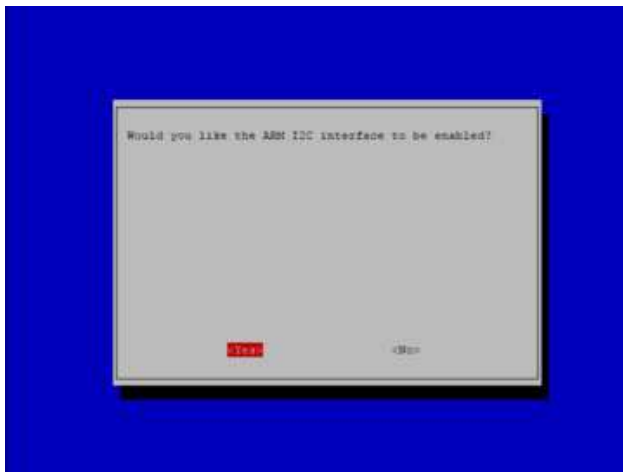 Would you like the ARM I2C interface to be enabled?
<Yes> <No>